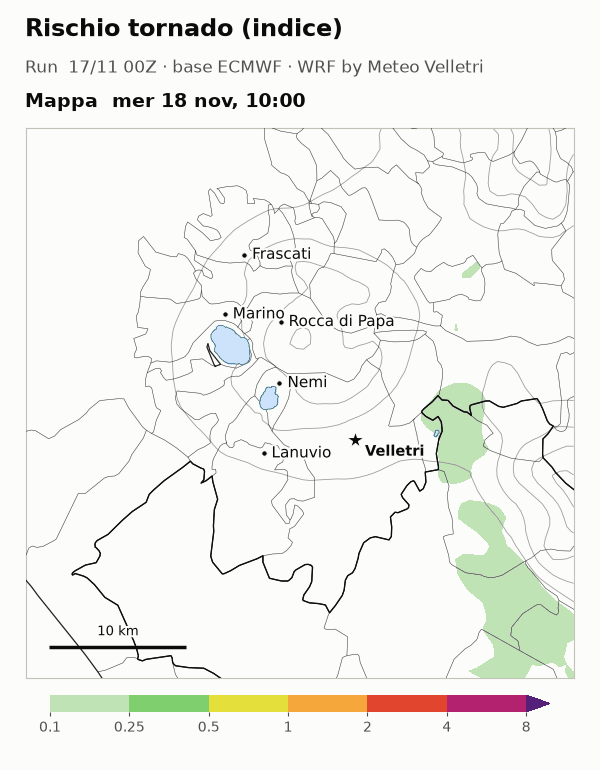 Rischio tornado (indice)
Run  17/11 00Z · base ECMWF · WRF by Meteo Velletri
Mappa  mer 18 nov, 10:00
Frascati
Marino
Rocca di Papa
Nemi
Velletri
Lanuvio
10 km
0.1 0.25 0.5 1 2 4 8